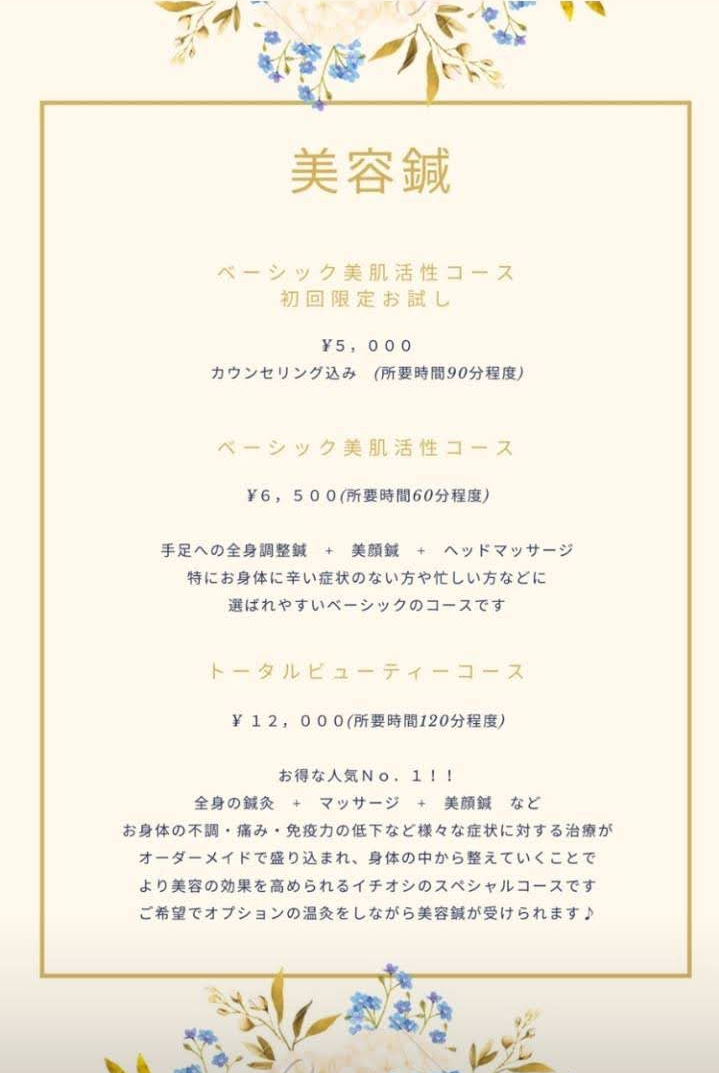 美容鍼
ベーシック美肌活性コース
初回限定お試し
¥５，０００
カウンセリング込み　(所要時間90分程度)
ベーシック美肌活性コース
¥６，５００(所要時間60分程度)
手足への全身調整鍼　+　美顔鍼　+　ヘッドマッサージ
特にお身体に辛い症状のない方や忙しい方などに
選ばれやすいベーシックのコースです
トータルビューティーコース
¥ １２，０００(所要時間120分程度)
お得な人気Ｎｏ．１！！
全身の鍼灸　+　マッサージ　+　美顔鍼　など
お身体の不調・痛み・免疫力の低下など様々な症状に対する治療が
オーダーメイドで盛り込まれ、身体の中から整えていくことで
より美容の効果を高められるイチオシのスペシャルコースです
ご希望でオプションの温灸をしながら美容鍼が受けられます♪